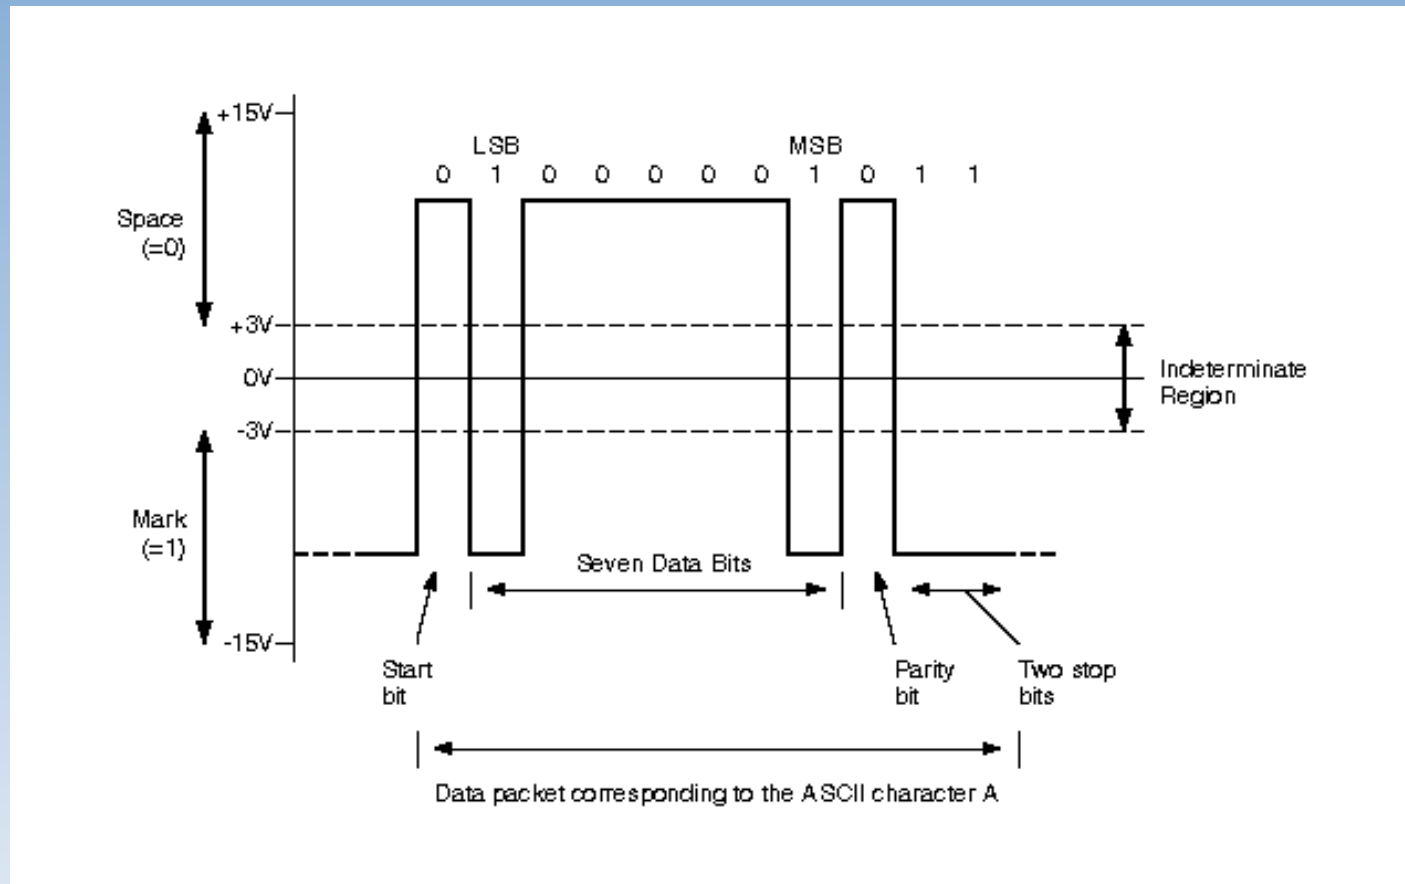 +15V
LSB MSB
0 1 0 0 0 0 0 1 0 1 1
Space
(=0)
+3V
0V
Indeterminate
Region
-3V
Mark
(=1)
Seven Data Bits
-15V
Start
bit
Parity
bit
Two stop
bits
Data packet corresponding to the ASCII character A